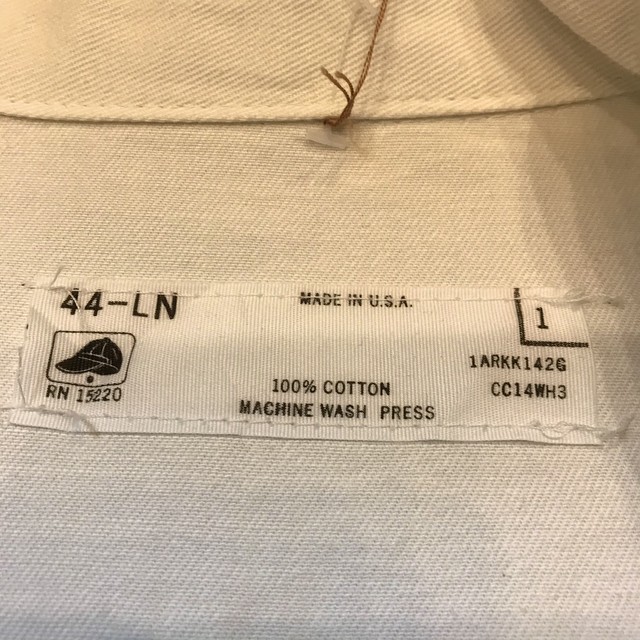 44-LN
MADE IN U.S.A.
1
1ARKK142G
RN 15220
100% COTTON
CC14WH3
MACHINE WASH PRESS